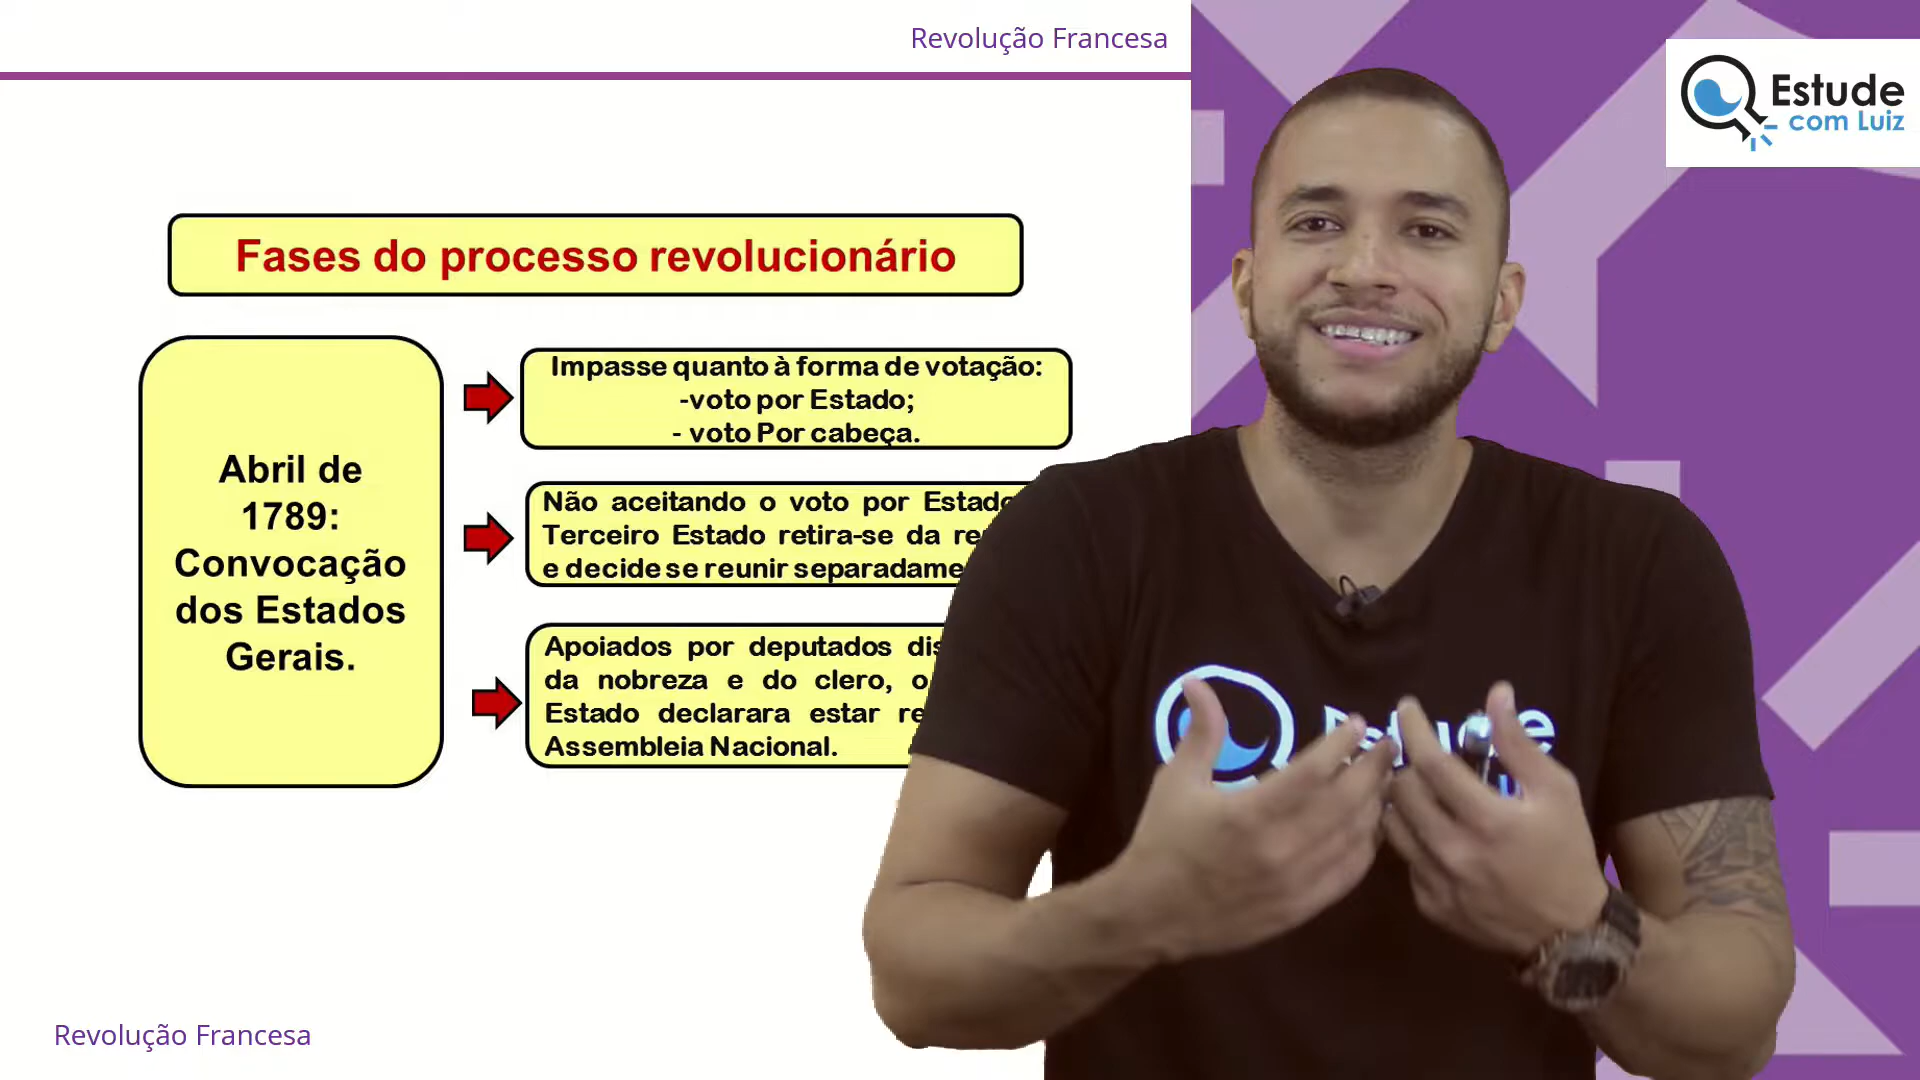 Revolução Francesa
Estude
com Luiz
Fases do processo revolucionário
Abril de
1789:
Convocação
dos Estados
Gerais.
Impasse quanto à forma de votação:
-voto por Estado;
- voto Por cabeça.
Não aceitando o voto por
Terceiro Estado retira-se da
e decide se reunir
Apoiados por deputados
da nobreza e do clero,
Estado declarara estar
Assembleia Nacional.
Revolução Francesa